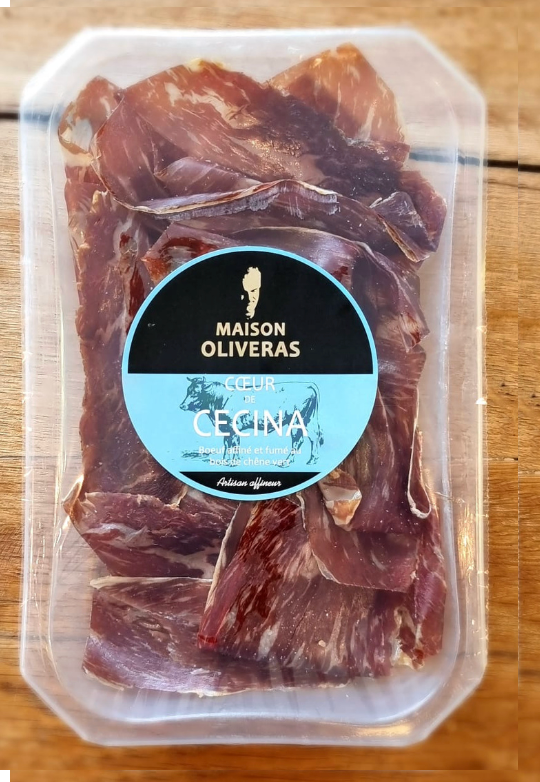 MAISON
OLIVERAS
CŒUR
DE
CECINA
Boeuf affiné et fumé au
bois de chêne vert
Artisan affineur